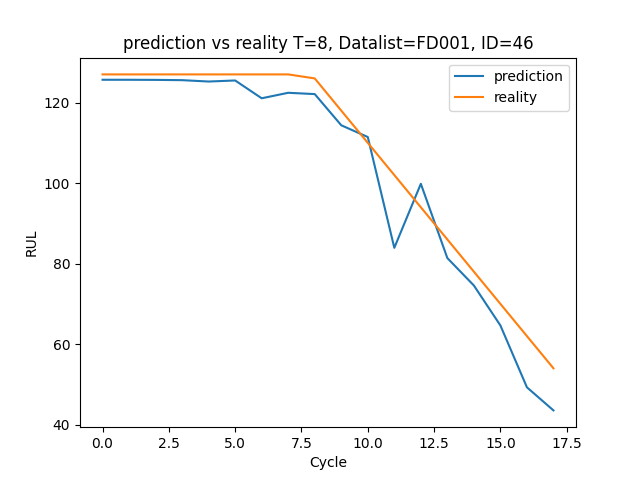 prediction vs reality T=8, Datalist=FD001, ID=46
prediction
reality
RUL
120
100
80
60
40
0.0 2.5 5.0 7.5 10.0 12.5 15.0 17.5
Cycle